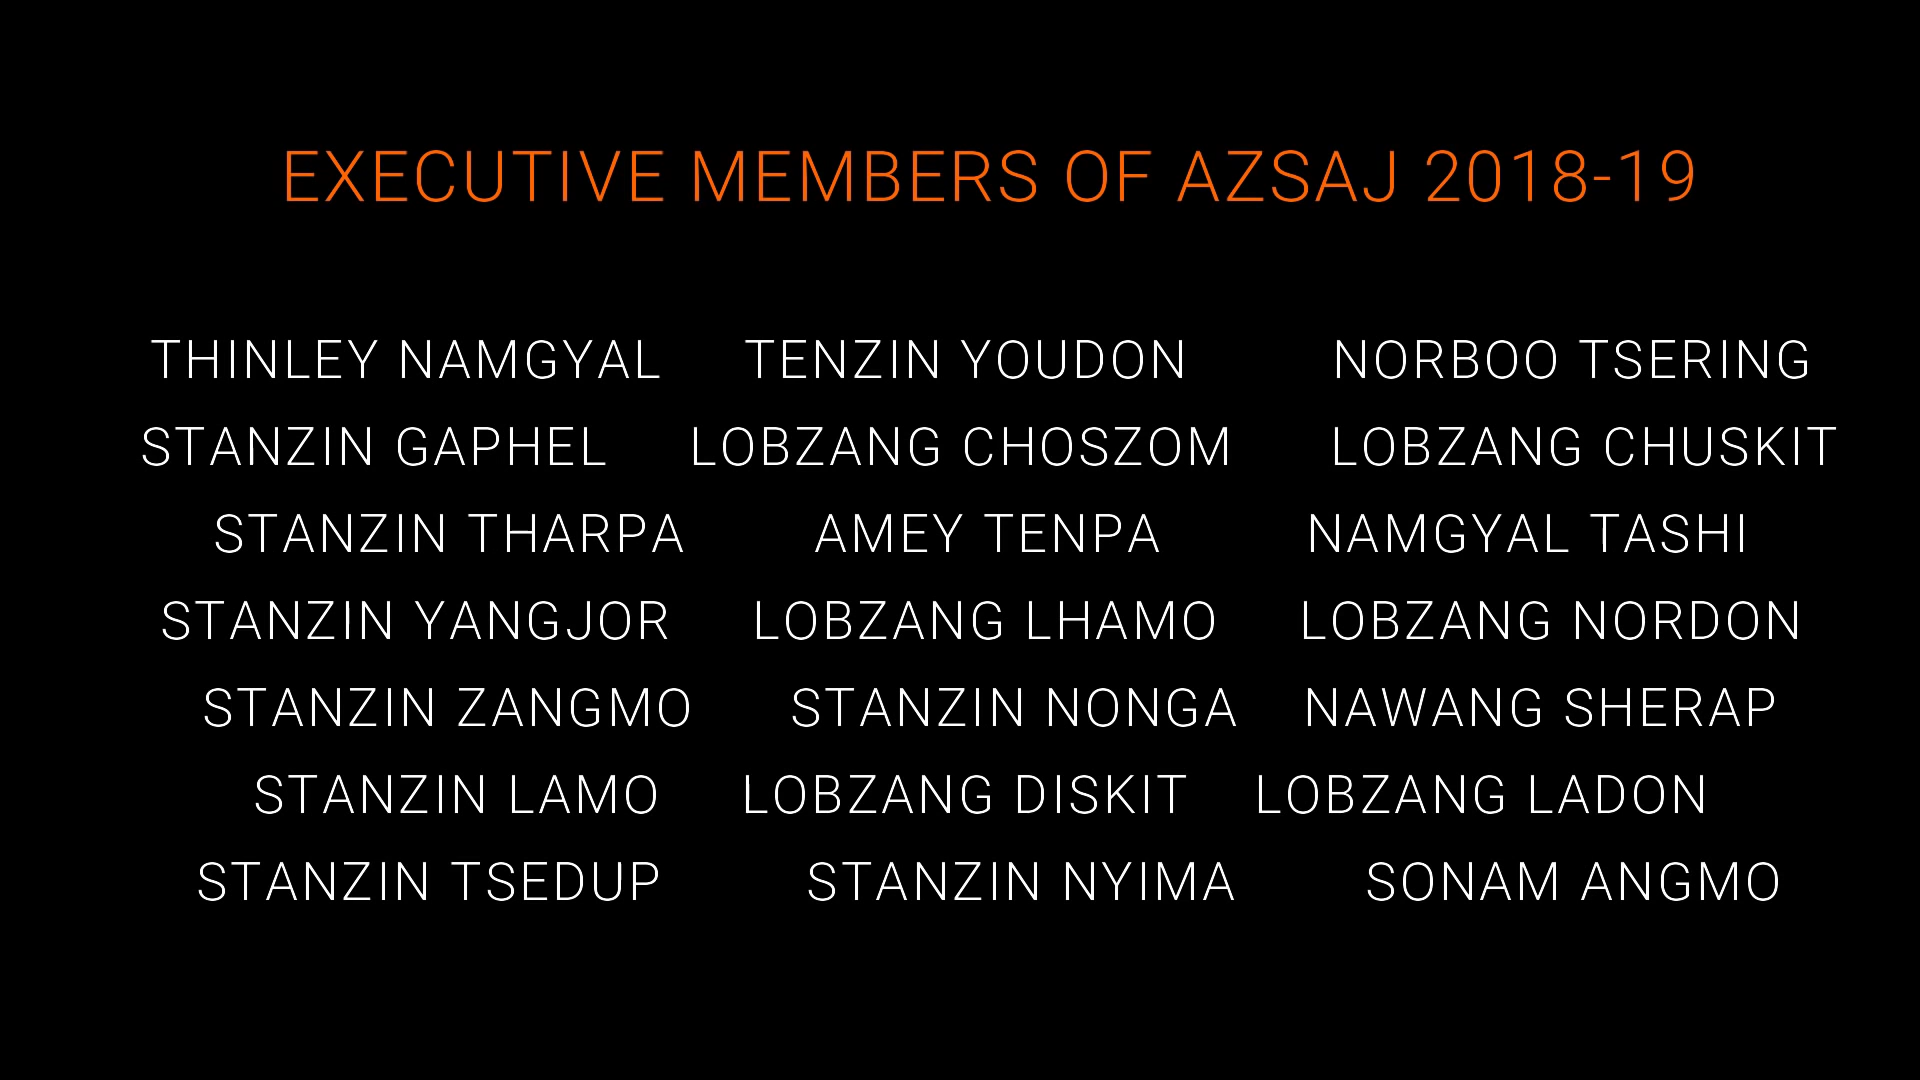 EXECUTIVE MEMBERS OF AZSAJ 2018-19
THINLEY NAMGYAL TENZIN YOUDON NORBOO TSERING
STANZIN GAPHEL LOBZANG CHOSZOM LOBZANG CHUSKIT
STANZIN THARPA AMEY TENPA NAMGYAL TASHI
STANZIN YANGJOR LOBZANG LHAMO LOBZANG NORDON
STANZIN ZANGMO STANZIN NONGA NAWANG SHERAP
STANZIN LAMO LOBZANG DISKIT LOBZANG LADON
STANZIN TSEDUP STANZIN NYIMA SONAM ANGMO